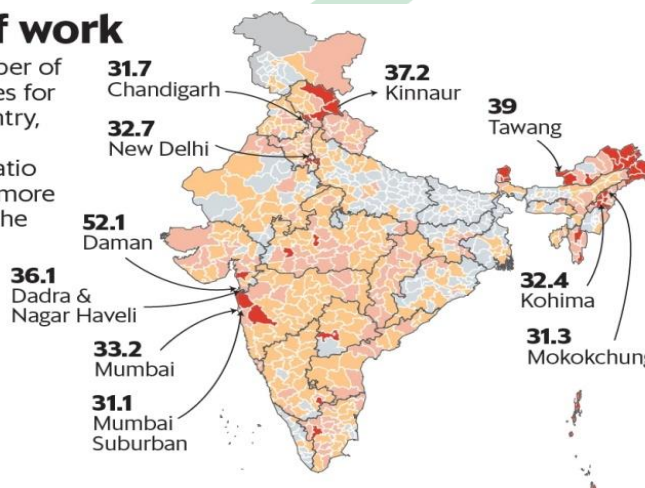 f work
ber of
es for
ntry,
atio
more
he
31.7
Chandigarh
32.7
New Delhi
52.1
Daman
36.1
Dadra &
Nagar Haveli
33.2
Mumbai
31.1
Mumbai
Suburban
37.2
Kinnaur
39
Tawang
32.4
Kohima
31.3
Mokokchung